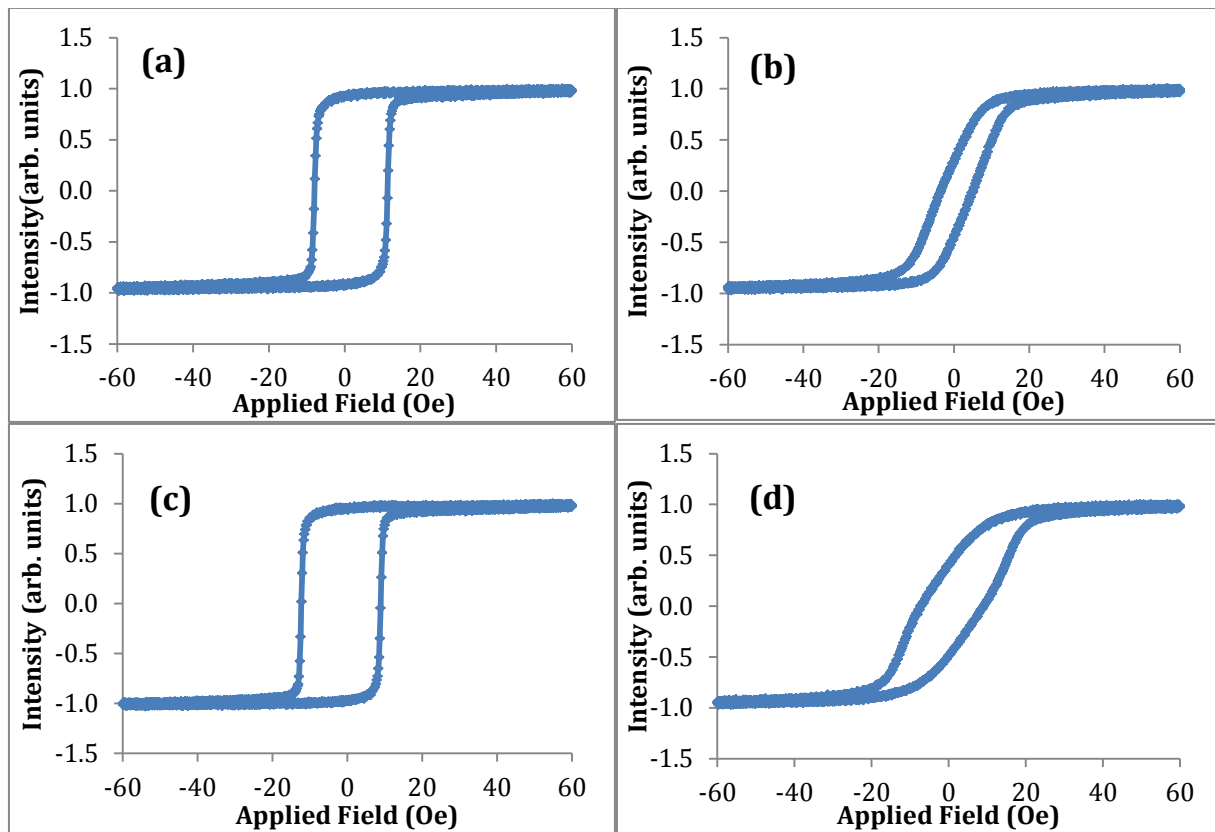 (a)
Intensity(arb. units)
1.5
1.0
0.5
0.0
-0.5
-1.0
-1.5
-60 -40 -20 0 20 40 60
Applied Field (Oe)
(b)
Intensity (arb. units)
1.5
1.0
0.5
0.0
-0.5
-1.0
-1.5
-60 -40 -20 0 20 40 60
Applied Field (Oe)
(c)
Intensity (arb. units)
1.5
1.0
0.5
0.0
-0.5
-1.0
-1.5
-60 -40 -20 0 20 40 60
Applied Field (Oe)
(d)
Intensity (arb. units)
1.5
1.0
0.5
0.0
-0.5
-1.0
-1.5
-60 -40 -20 0 20 40 60
Applied Field (Oe)